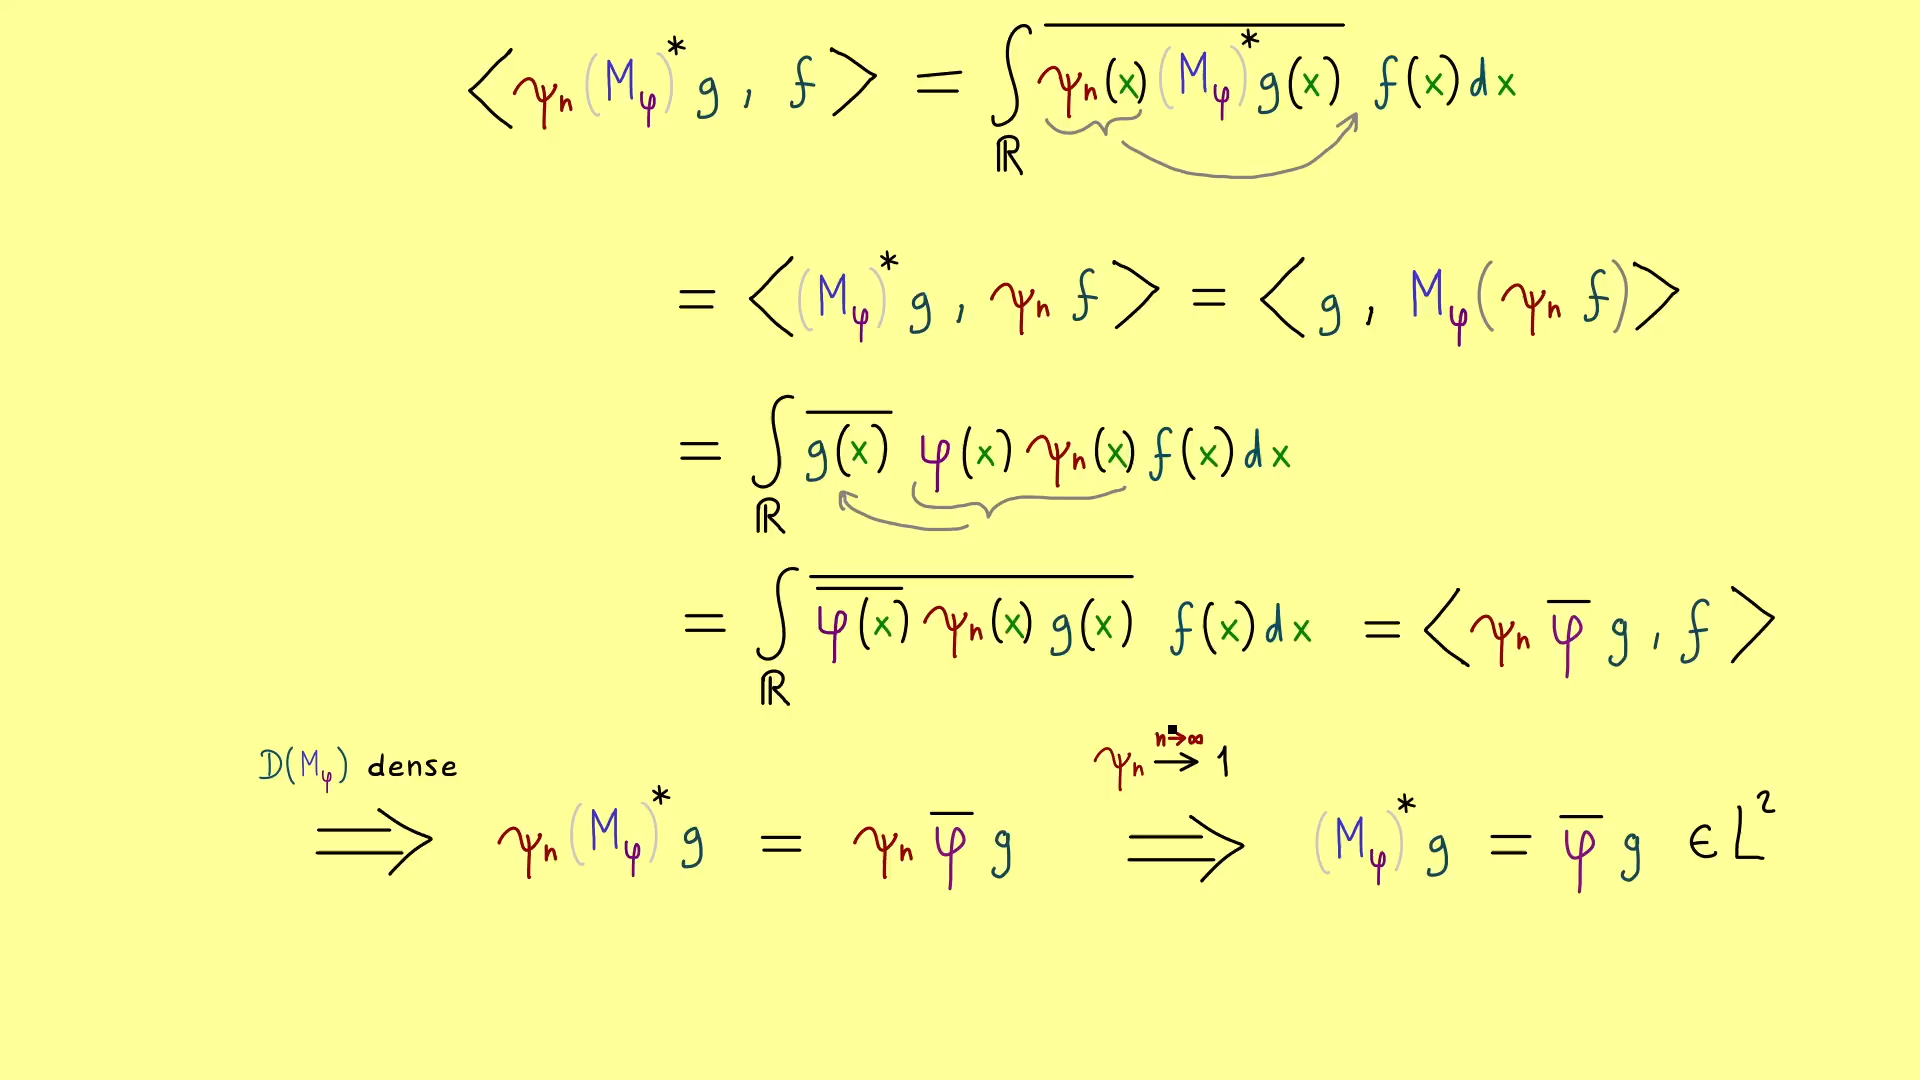 ⟨ψₙ(M_φ)* g , f⟩ = ∫_ℝ \overline{ψₙ(x)(M_φ)* g(x)} f(x) dx
= ⟨(M_φ)* g , ψₙ f⟩ = ⟨g , M_φ(ψₙ f)⟩
= ∫_ℝ \overline{g(x)} φ(x) ψₙ(x) f(x) dx
= ∫_ℝ \overline{\overline{φ(x)} ψₙ(x) g(x)} f(x) dx = ⟨ψₙ \overline{φ} g , f⟩
D(M_φ) dense
ψₙ \overset{n→∞}{→} 1
⟹ ψₙ(M_φ)* g = ψₙ \overline{φ} g ⟹ (M_φ)* g = \overline{φ} g ∈ L²